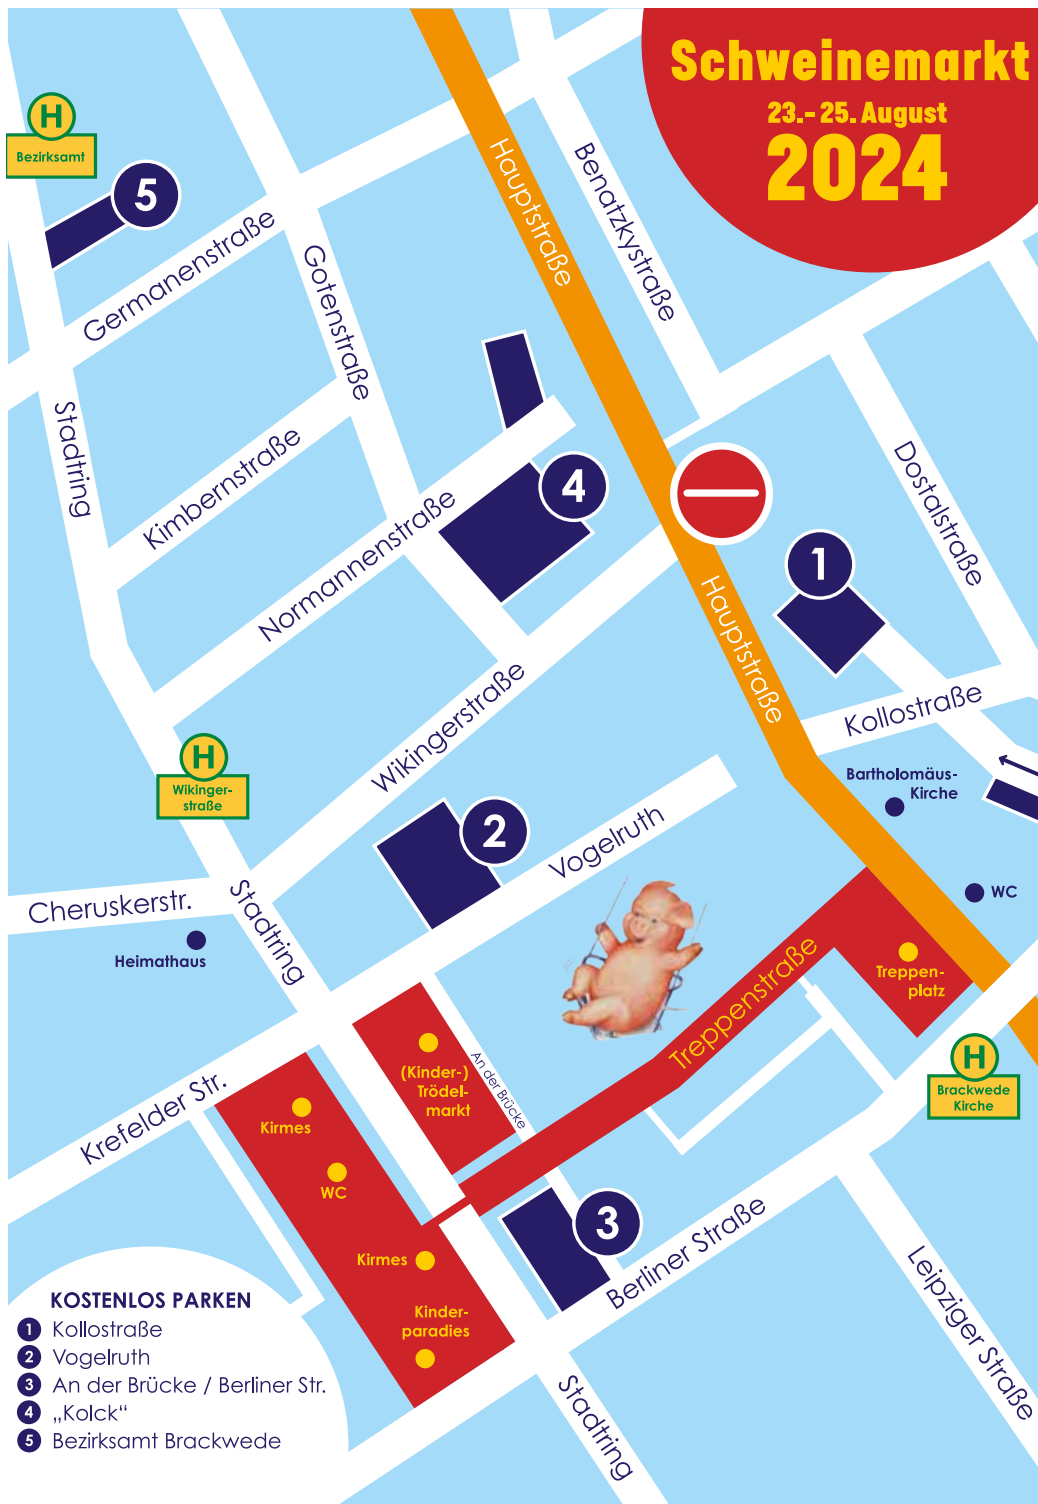 Schweinemarkt
23.- 25. August
2024
H
Bezirksamt
5
Hauptstraße
Benatzkystraße
Germanenstraße
Gotenstraße
Stadtring
Kimbernstraße
Normannenstraße
4
Dostalstraße
1
Hauptstraße
Kollostraße
Wikingerstraße
H
Wikinger-
straße
Bartholomäus-
Kirche
2
Vogelruth
WC
Cheruskerstr.
Stadtring
Heimathaus
Treppenstraße
Treppen-
platz
(Kinder-)
Trödel-
markt
An der Brücke
H
Brackwede
Kirche
Krefelder Str.
Kirmes
WC
3
Kirmes
Berliner Straße
Leipziger Straße
Kinder-
paradies
Stadtring
KOSTENLOS PARKEN
1 Kollostraße
2 Vogelruth
3 An der Brücke / Berliner Str.
4 „Kolck“
5 Bezirksamt Brackwede